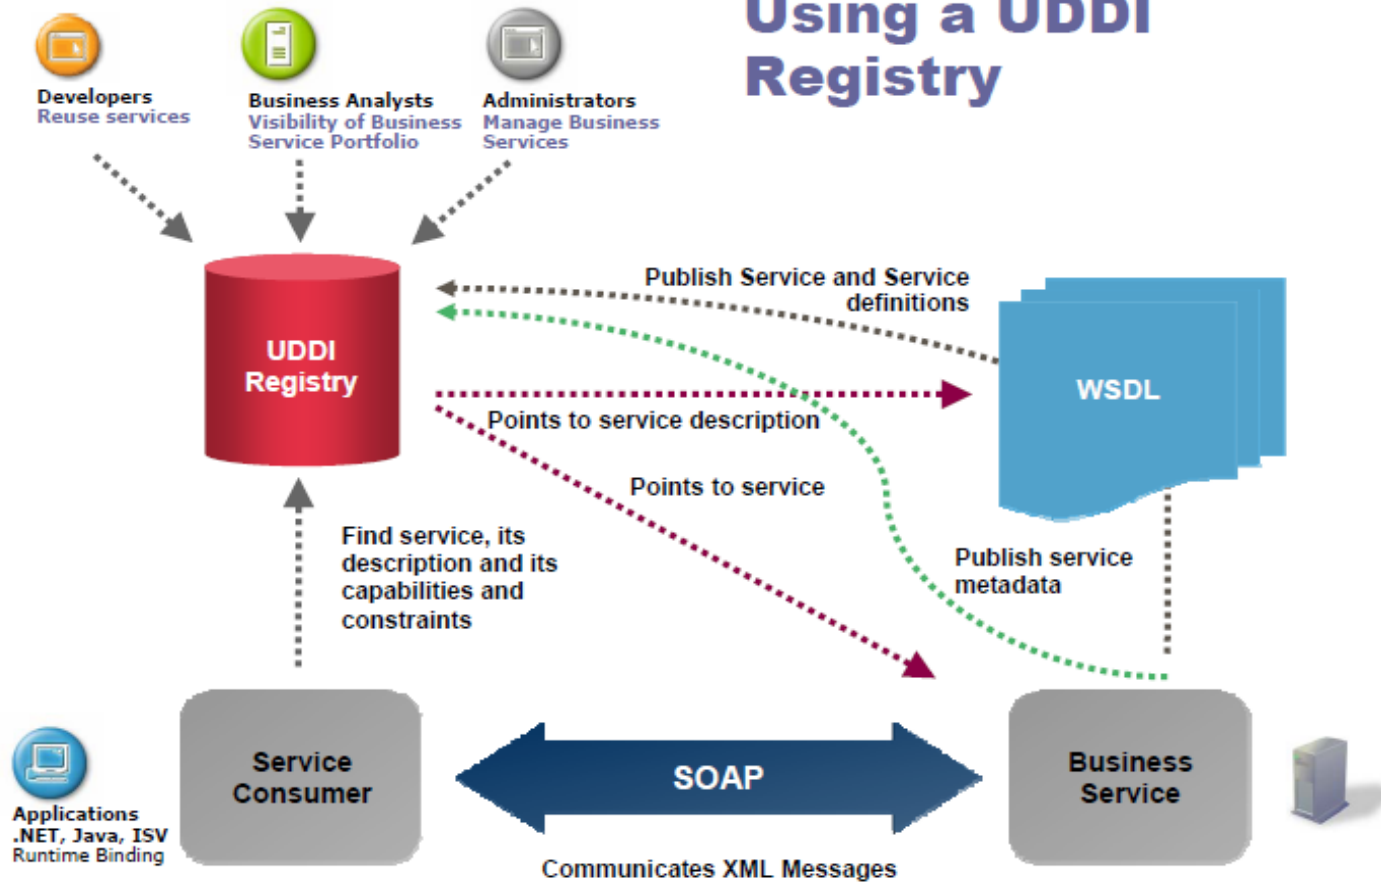 Using a UDDI
Registry
Developers
Reuse services
Business Analysts
Visibility of Business
Service Portfolio
Administrators
Manage Business
Services
Publish Service and Service
definitions
UDDI
Registry
WSDL
Points to service description
Points to service
Find service, its
description and its
capabilities and
constraints
Publish service
metadada
Service
Consumer
SOAP
Business
Service
Applications
.NET, Java, ISV
Runtime Binding
Communicates XML Messages